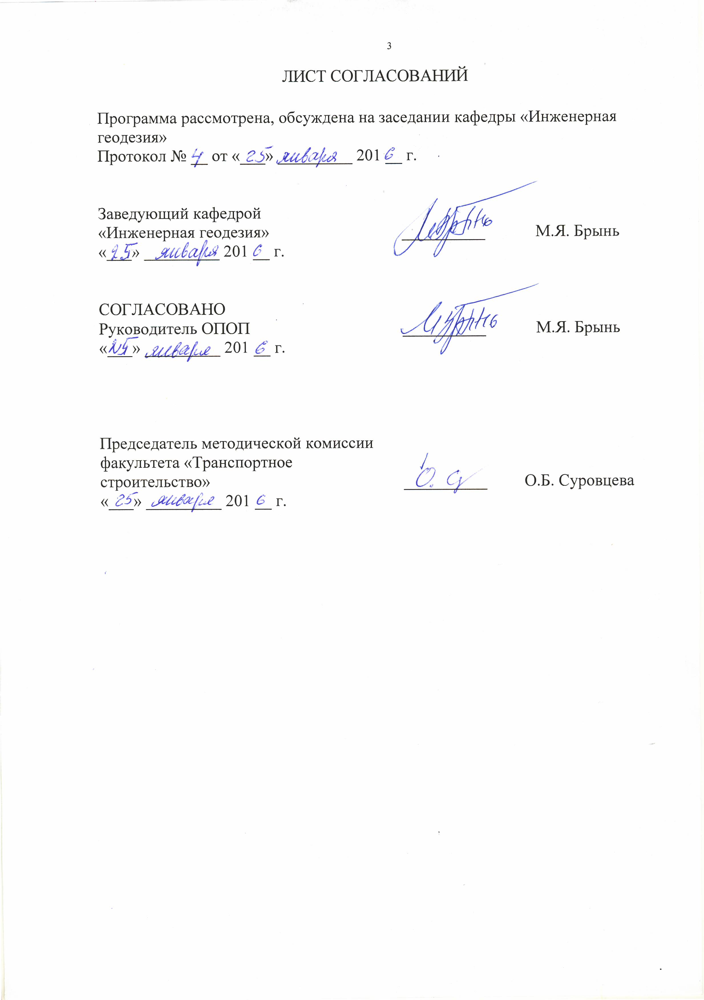 3
ЛИСТ СОГЛАСОВАНИЙ
Программа рассмотрена, обсуждена на заседании кафедры «Инженерная
геодезия»
Протокол № 4 от «25» января 2016 г.
Заведующий кафедрой
«Инженерная геодезия» М.Я. Брынь
«25» января 2016 г.
СОГЛАСОВАНО
Руководитель ОПОП М.Я. Брынь
«25» января 2016 г.
Председатель методической комиссии
факультета «Транспортное
строительство» О.Б. Суровцева
«25» января 2016 г.